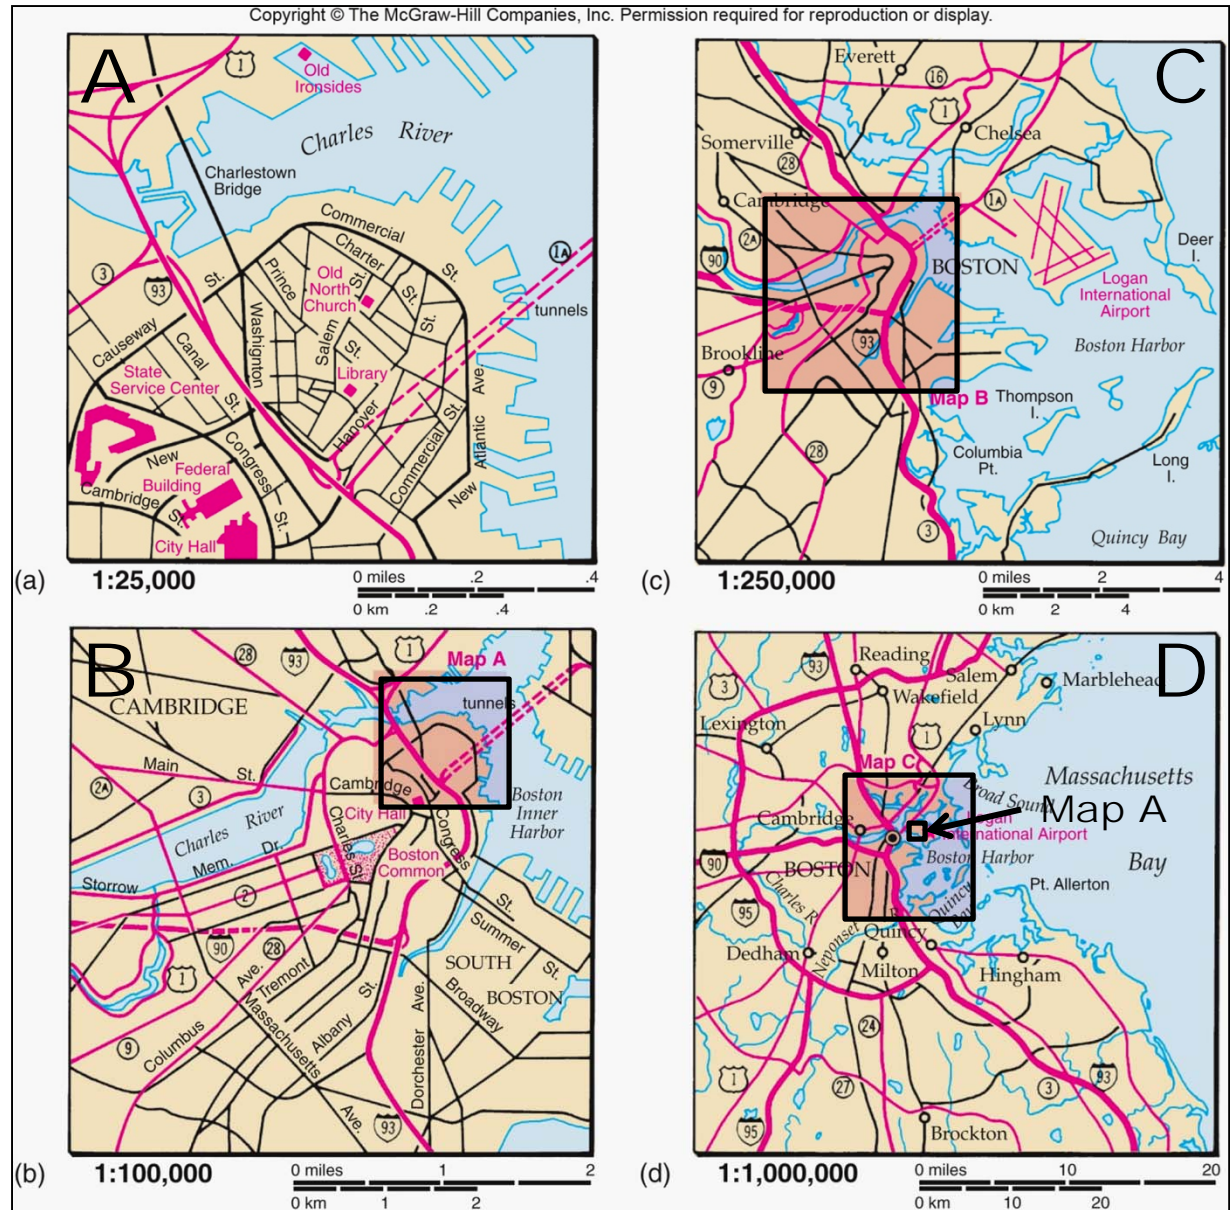 Copyright © The McGraw-Hill Companies, Inc. Permission required for reproduction or display.
A
1
Old
Ironsides
Charles River
Charlestown
Bridge
Commercial
St.
Charter
St.
Prince
St.
Old
North
Church
St.
St.
1A
tunnels
3
93
Washignton
Salem
St.
Causeway
Canal
St.
State
Service Center
Library
Hanover
Ave.
Atlantic
New
Commercial
St.
New
Congress
St.
Federal
Building
Cambridge
St.
City Hall
(a) 1:25,000
0 miles .2 .4
0 km .2 .4
C
Everett
16
1
Chelsea
Somerville
28
Cambridge
1A
2A
90
BOSTON
Deer
I.
Logan
International
Airport
93
Boston Harbor
Brookline
9
Map B
Thompson
I.
28
Columbia
Pt.
Long
I.
3
Quincy Bay
(c) 1:250,000
0 miles 2 4
0 km 2 4
B
28
93
1
Map A
CAMBRIDGE
tunnels
Main
St.
2A
3
Cambridge
City Hall
Boston
Inner
Harbor
Charles River
Charles St.
Congress
Mem. Dr.
Boston
Common
Storrow
2
St.
Summer
St.
90
28
1
SOUTH
BOSTON
Ave.
Tremont
St.
Ave.
Broadway
Massachusetts
Ave.
Albany
Columbus
9
Dorchester
93
(b) 1:100,000
0 miles 1 2
0 km 1 2
D
93
Reading
Salem
Marblehead
3
Wakefield
Lexington
Lynn
1
Map C
Massachusetts
Bay
Broad Sound
Map A
Cambridge
International Airport
90
BOSTON
Boston Harbor
Pt. Allerton
Charles R.
95
Quincy
Bay
Neponset
R.
Quincy
Dedham
Milton
Hingham
24
1
27
3
93
95
Brockton
(d) 1:1,000,000
0 miles 10 20
0 km 10 20